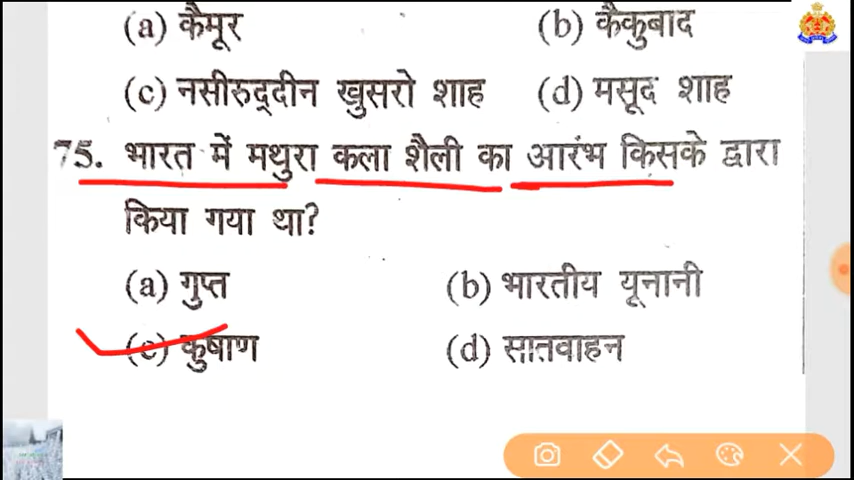 (a) कैमूर (b) कैकुबाद
(c) नसीरुद्दीन खुसरो शाह (d) मसूद शाह
75. भारत में मथुरा कला शैली का आरंभ किसके द्वारा
किया गया था?
(a) गुप्त (b) भारतीय यूनानी
(c) कुषाण (d) सातवाहन